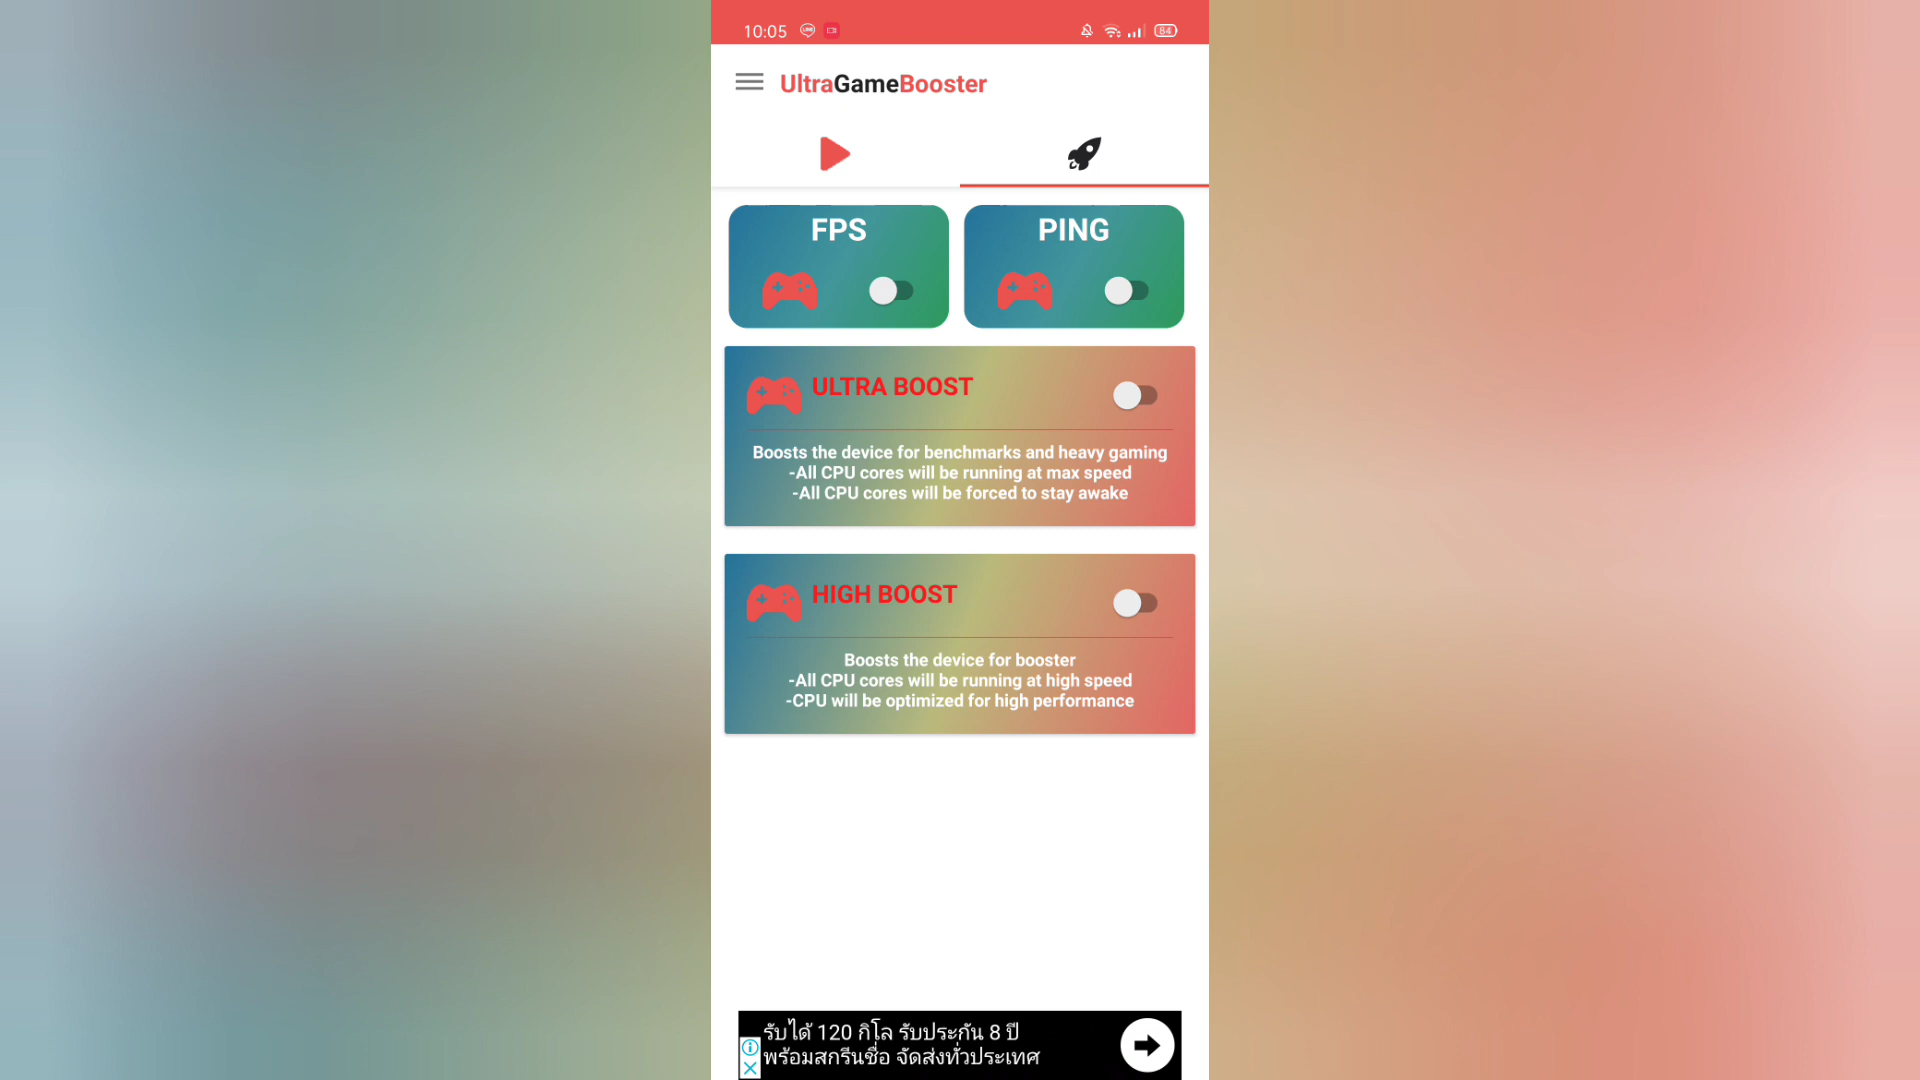 10:05
LINE
84
UltraGameBooster
FPS
PING
ULTRA BOOST
Boosts the device for benchmarks and heavy gaming
-All CPU cores will be running at max speed
-All CPU cores will be forced to stay awake
HIGH BOOST
Boosts the device for booster
-All CPU cores will be running at high speed
-CPU will be optimized for high performance
รับได้ 120 กิโล รับประกัน 8 ปี
พร้อมสกรีนชื่อ จัดส่งทั่วประเทศ